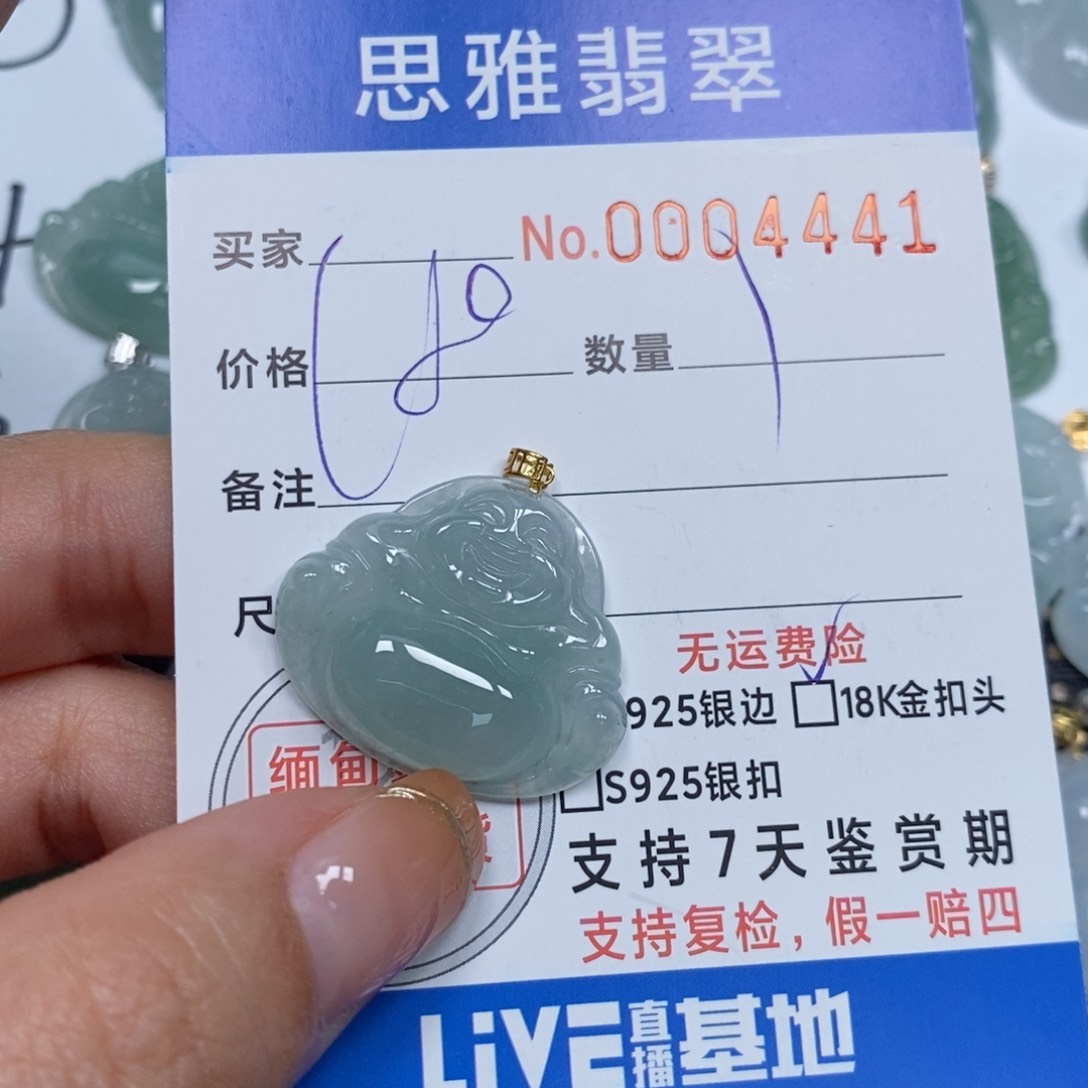 思雅翡翠
买家 No.0004441
价格 数量
备注
尺
无运费险
925银边 18K金扣头
缅甸
S925银扣
支持7天鉴赏期
支持复检，假一赔四
LiVE直播基地